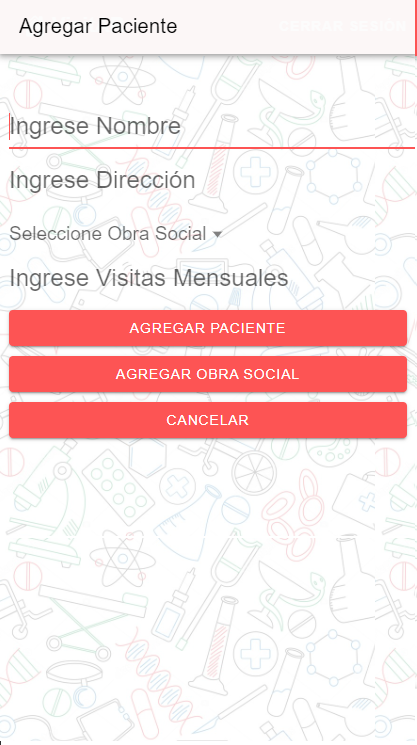 Agregar Paciente CERRAR SESIÓN
Ingrese Nombre
Ingrese Dirección
Seleccione Obra Social
Ingrese Visitas Mensuales
AGREGAR PACIENTE
AGREGAR OBRA SOCIAL
CANCELAR